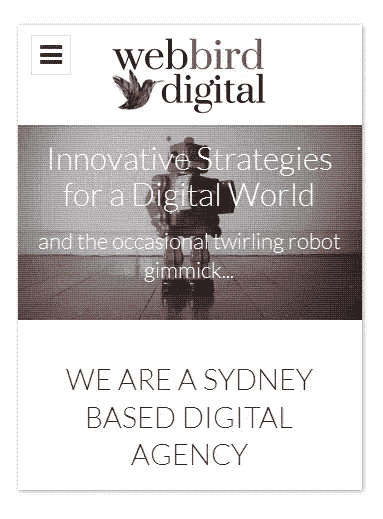 webbird
digital
Innovative Strategies
for a Digital World
and the occasional twirling robot
gimmick...
WE ARE A SYDNEY
BASED DIGITAL
AGENCY